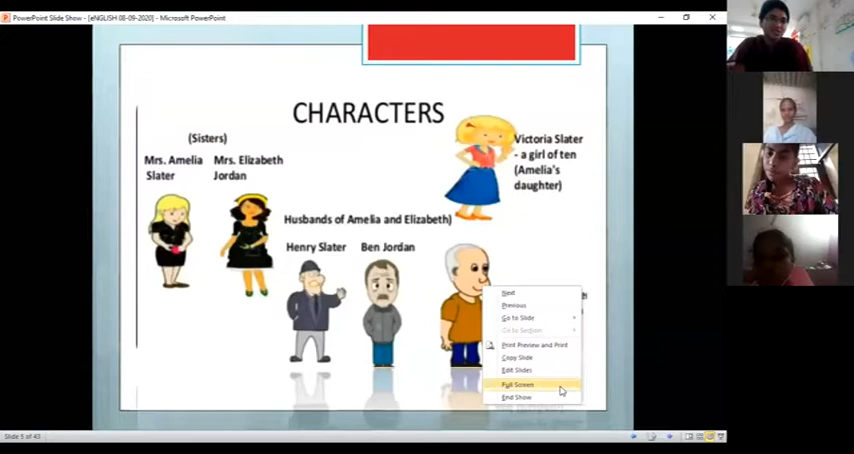 PowerPoint Slide Show - [eNGLISH 08-09-2020] - Microsoft PowerPoint
CHARACTERS
(Sisters)
Mrs. Amelia
Slater
Mrs. Elizabeth
Jordan
Victoria Slater
- a girl of ten
(Amelia's
daughter)
Husbands of Amelia and Elizabeth)
Henry Slater
Ben Jordan
Next
Previous
Go to Slide
Go to Section
Print Preview and Print
Copy Slide
Edit Slides
Full Screen
End Show
Slide 5 of 43